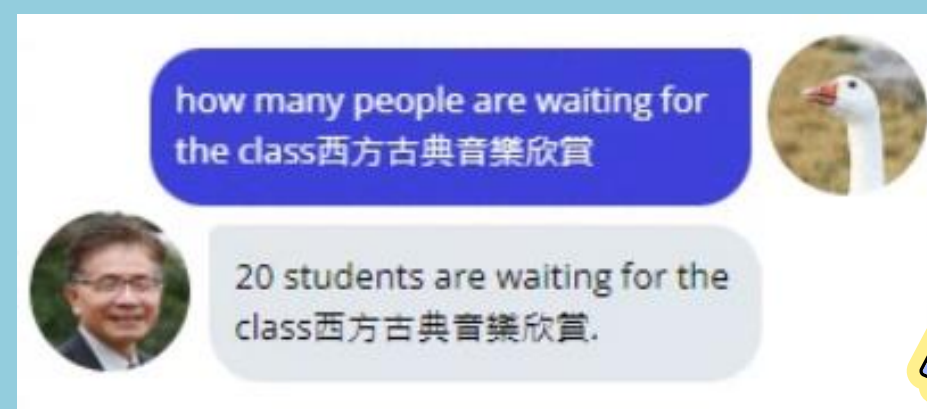 how many people are waiting for
the class西方古典音樂欣賞
20 students are waiting for the
class西方古典音樂欣賞.